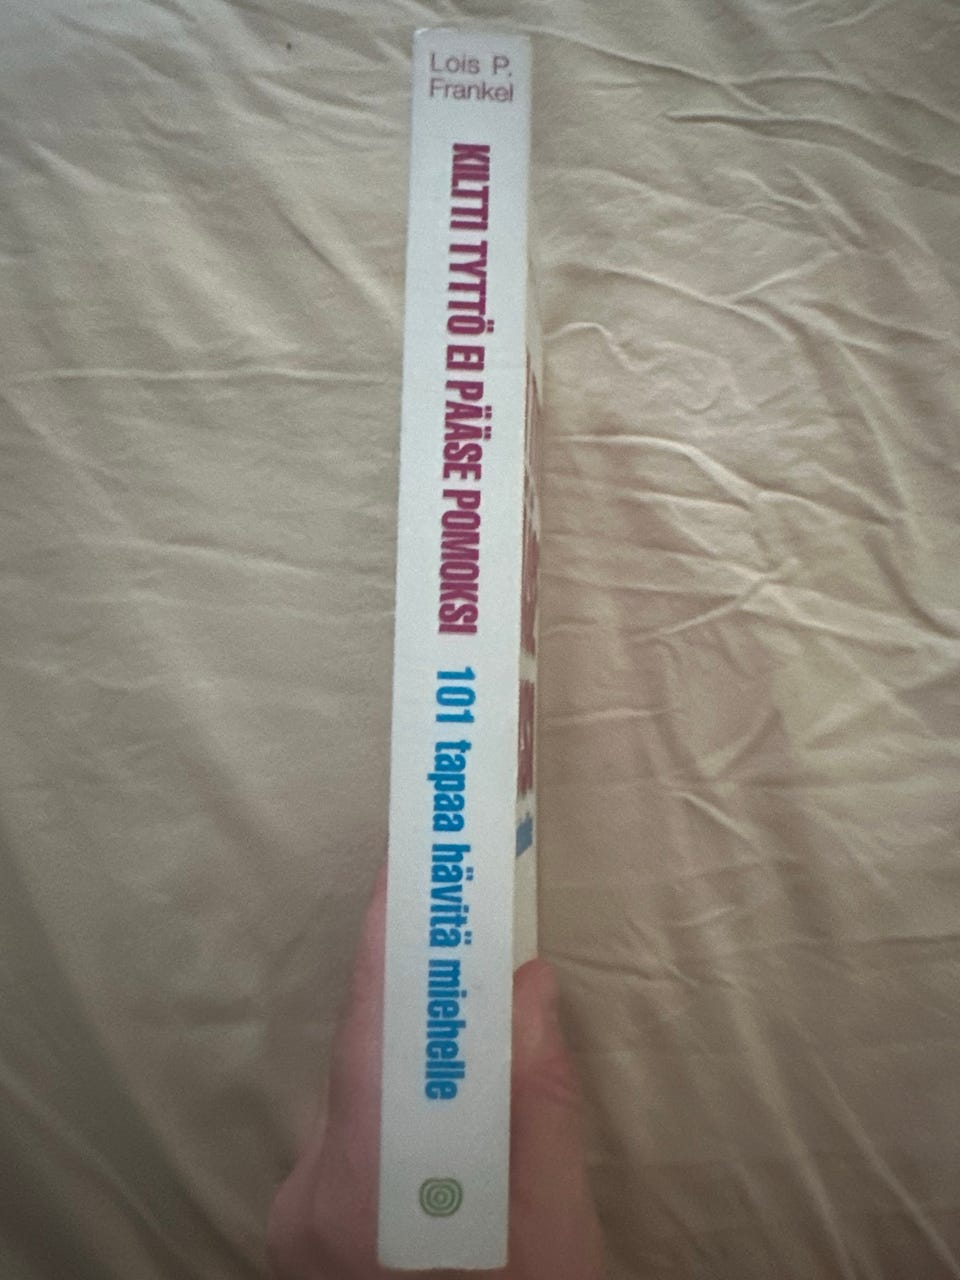 Lois P.
Frankel
KILTTI TYTTÖ EI PÄÄSE POMOKSI 101 tapaa hävitä miehelle